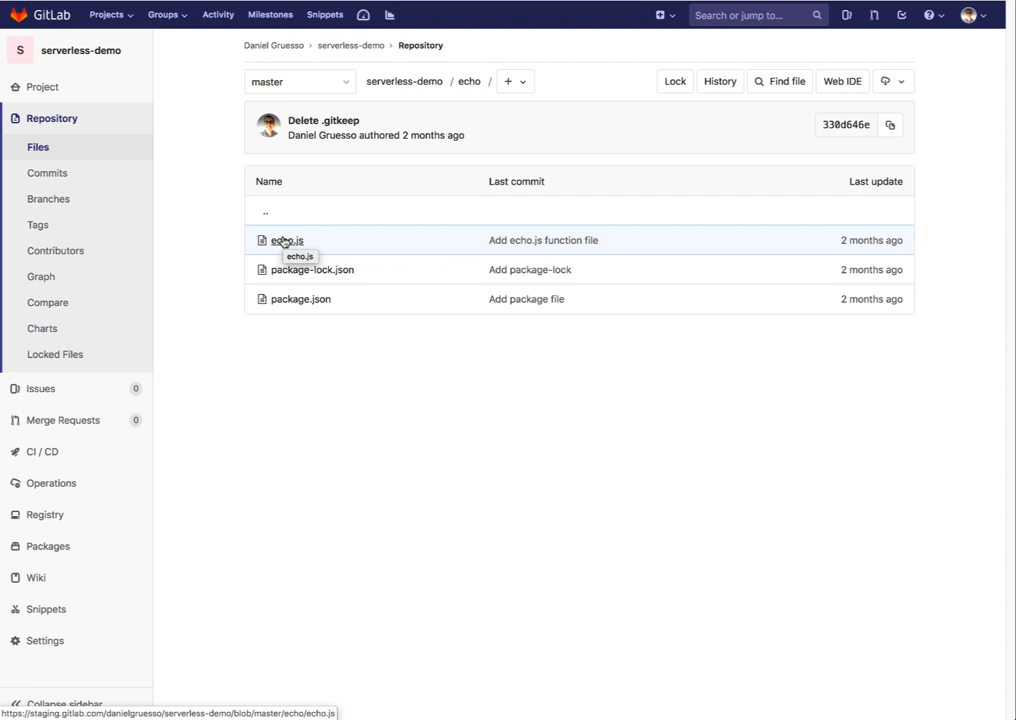 GitLab Projects Groups Activity Milestones Snippets Search or jump to...
S serverless-demo
Daniel Gruesso › serverless-demo › Repository
Project
Repository
Files
Commits
Branches
Tags
Contributors
Graph
Compare
Charts
Locked Files
Issues 0
Merge Requests 0
CI / CD
Operations
Registry
Packages
Wiki
Snippets
Settings
Collapse sidebar
master serverless-demo / echo / + Lock History Find file Web IDE
Delete .gitkeep
Daniel Gruesso authored 2 months ago
330d646e
Name Last commit Last update
..
echo.js Add echo.js function file 2 months ago
echo.js
package-lock.json Add package-lock 2 months ago
package.json Add package file 2 months ago
https://staging.gitlab.com/danielgruesso/serverless-demo/blob/master/echo/echo.js